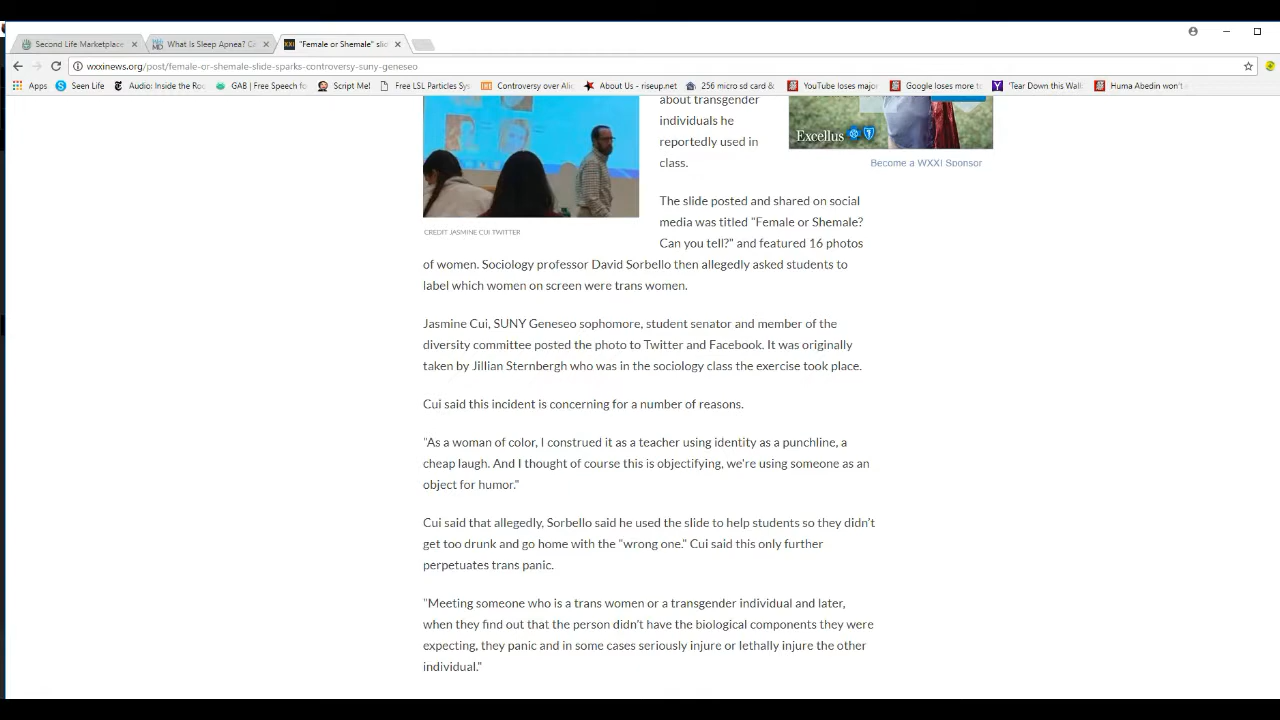 Second Life Marketplace
What Is Sleep Apnea? C
"Female or Shemale" slid
wxxinews.org/post/female-or-shemale-slide-sparks-controversy-suny-geneseo
Apps Seen Life Audio: Inside the Roc GAB | Free Speech fo Script Me! Free LSL Particles Sys Controversy over Ali About Us - riseup.net 256 micro sd card & YouTube loses major Google loses more t 'Tear Down this Wall Huma Abedin won't
about transgender
individuals he
reportedly used in
class.
Excellus
Become a WXXI Sponsor
The slide posted and shared on social
media was titled "Female or Shemale?
Can you tell?" and featured 16 photos
CREDIT JASMINE CUI TWITTER
of women. Sociology professor David Sorbello then allegedly asked students to
label which women on screen were trans women.
Jasmine Cui, SUNY Geneseo sophomore, student senator and member of the
diversity committee posted the photo to Twitter and Facebook. It was originally
taken by Jillian Sternbergh who was in the sociology class the exercise took place.
Cui said this incident is concerning for a number of reasons.
"As a woman of color, I construed it as a teacher using identity as a punchline, a
cheap laugh. And I thought of course this is objectifying, we're using someone as an
object for humor."
Cui said that allegedly, Sorbello said he used the slide to help students so they didn't
get too drunk and go home with the "wrong one." Cui said this only further
perpetuates trans panic.
"Meeting someone who is a trans women or a transgender individual and later,
when they find out that the person didn't have the biological components they were
expecting, they panic and in some cases seriously injure or lethally injure the other
individual."